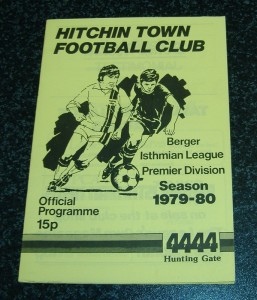 HITCHIN TOWN
FOOTBALL CLUB
Berger
Isthmian League
Premier Division
Season
1979-80
Official
Programme
15p
4444
Hunting Gate